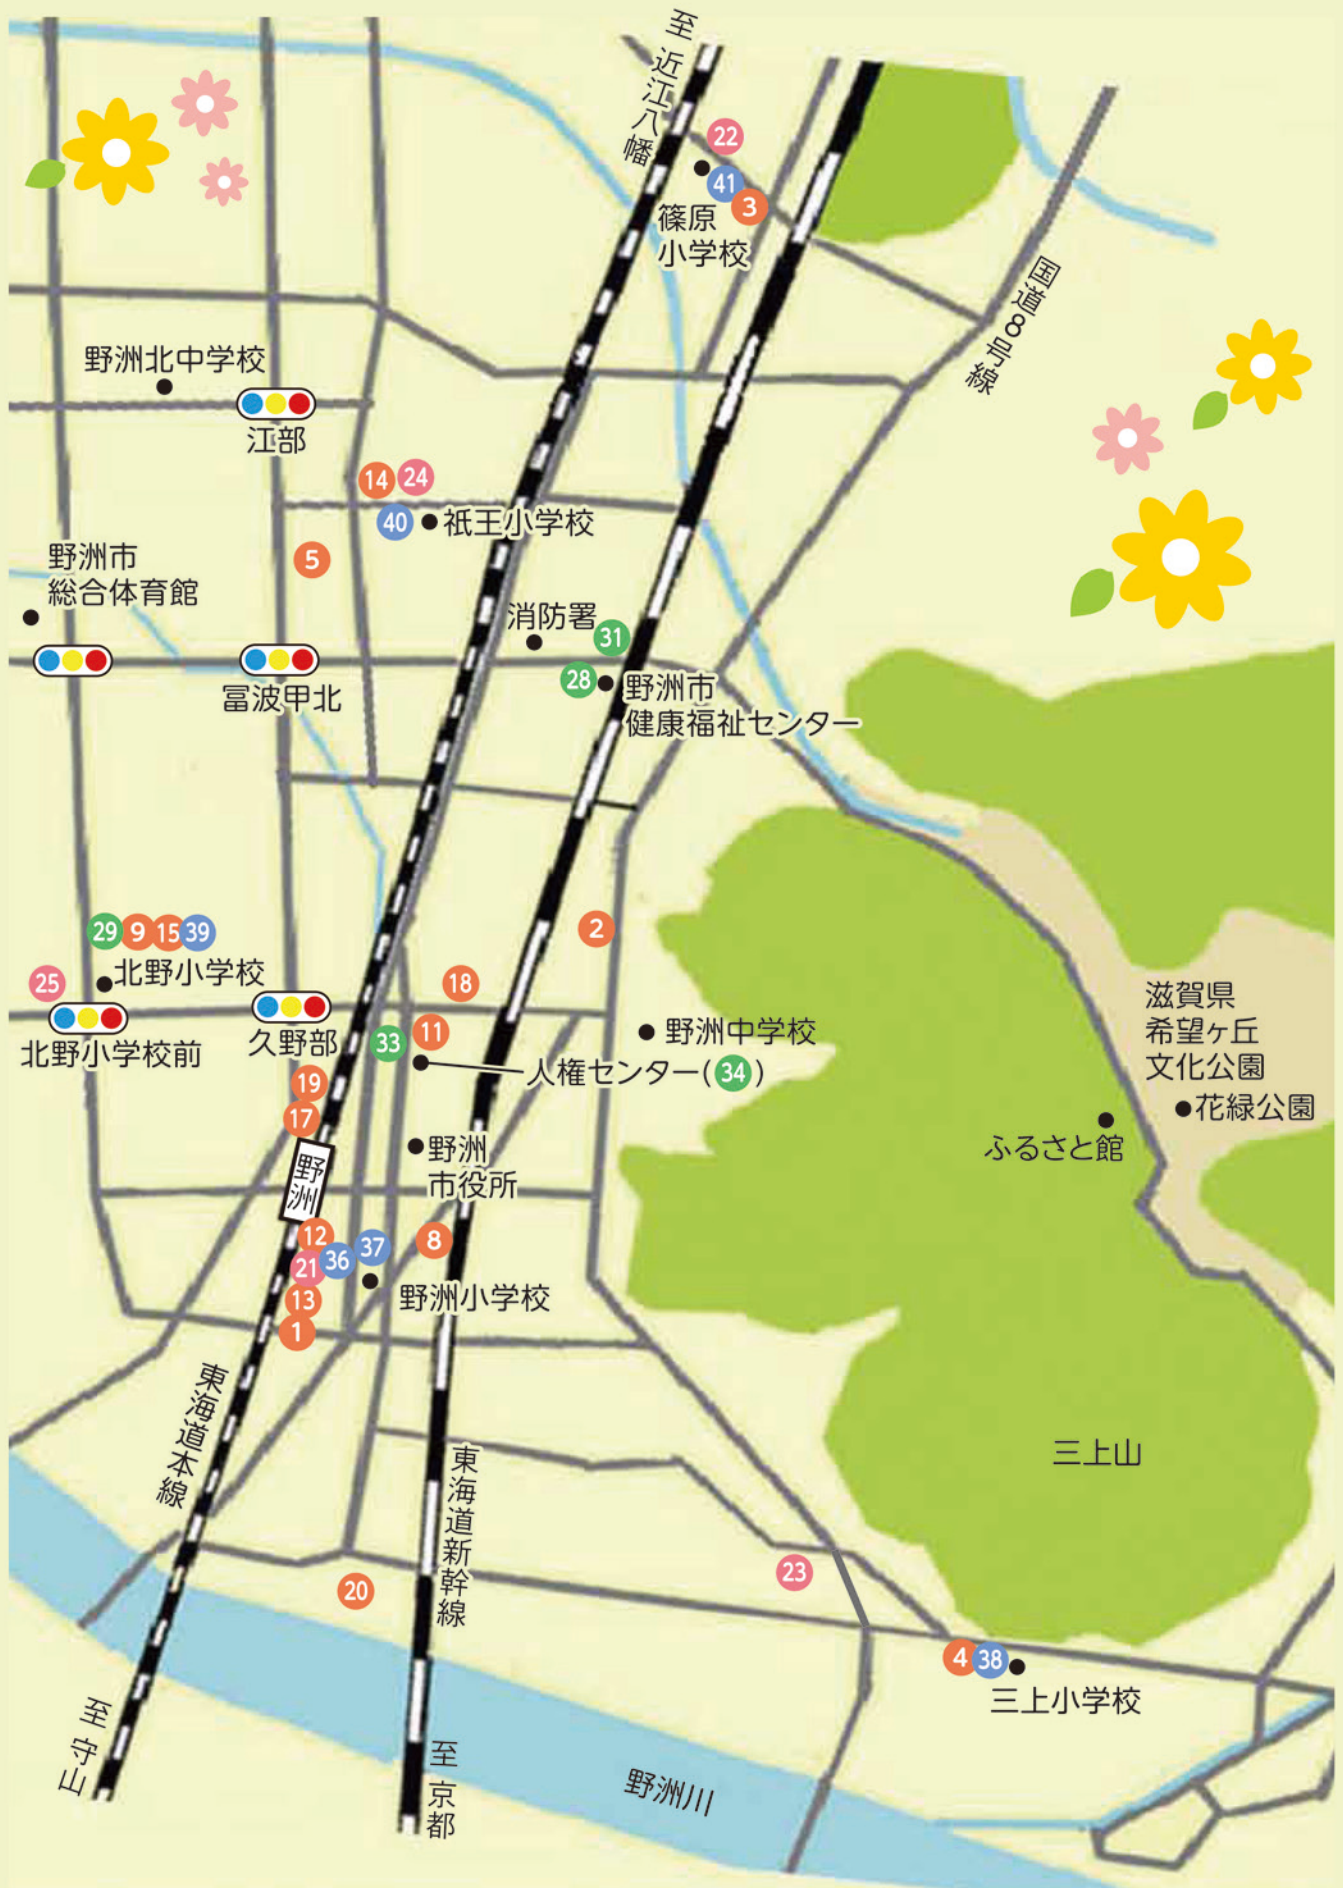 至 近江八幡
22
41
3
篠原
小学校
国道8号線
野洲北中学校
江部
14
24
40
祇王小学校
5
野洲市
総合体育館
消防署
31
28
野洲市
健康福祉センター
冨波甲北
29
9
15
39
北野小学校
25
北野小学校前
久野部
2
18
11
33
野洲中学校
人権センター(34)
滋賀県
希望ヶ丘
文化公園
花緑公園
ふるさと館
19
17
野洲
野洲
市役所
12
21
36
37
8
野洲小学校
13
1
東海道本線
東海道新幹線
三上山
23
20
4
38
三上小学校
至 守山
至 京都
野洲川